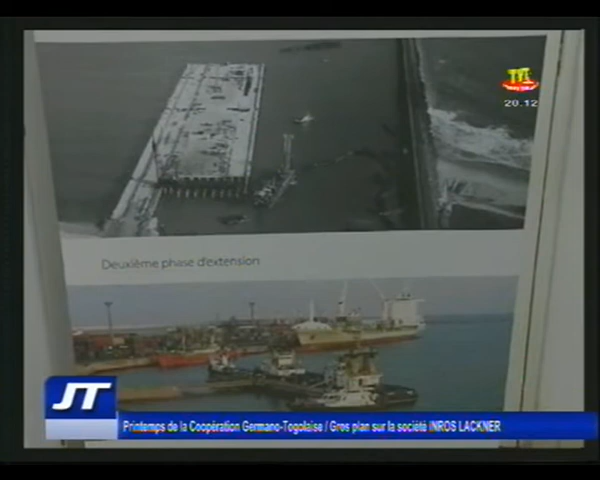 20.12
Deuxième phase d'extension
JT
Printemps de la Coopération Germano-Togolaise / Gros plan sur la société INROS LACKNER